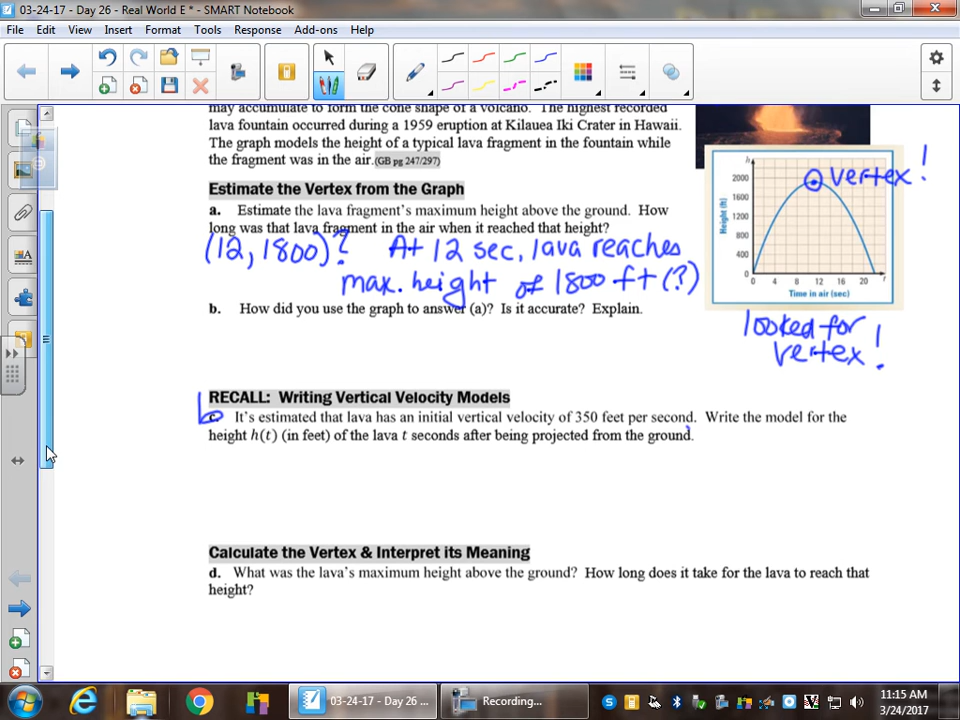 03-24-17 - Day 26 - Real World E * - SMART Notebook
File Edit View Insert Format Tools Response Add-ons Help
may accumulate to form the cone shape of a volcano. The highest recorded
lava fountain occurred during a 1959 eruption at Kilauea Iki Crater in Hawaii.
The graph models the height of a typical lava fragment in the fountain while
the fragment was in the air.(GB pg 247/297)
Estimate the Vertex from the Graph
a. Estimate the lava fragment's maximum height above the ground. How
long was that lava fragment in the air when it reached that height?
(12, 1800)? At 12 sec, lava reaches
max. height of 1800 ft (?)
b. How did you use the graph to answer (a)? Is it accurate? Explain.
h
vertex!
2000
1600
1200
800
400
0
Height (ft)
0 4 8 12 16 20 t
Time in air (sec)
looked for
vertex!
RECALL: Writing Vertical Velocity Models
c. It's estimated that lava has an initial vertical velocity of 350 feet per second. Write the model for the
height h(t) (in feet) of the lava t seconds after being projected from the ground.
Calculate the Vertex & Interpret its Meaning
d. What was the lava's maximum height above the ground? How long does it take for the lava to reach that
height?
03-24-17 - Day 26 ...
Recording...
11:15 AM
3/24/2017